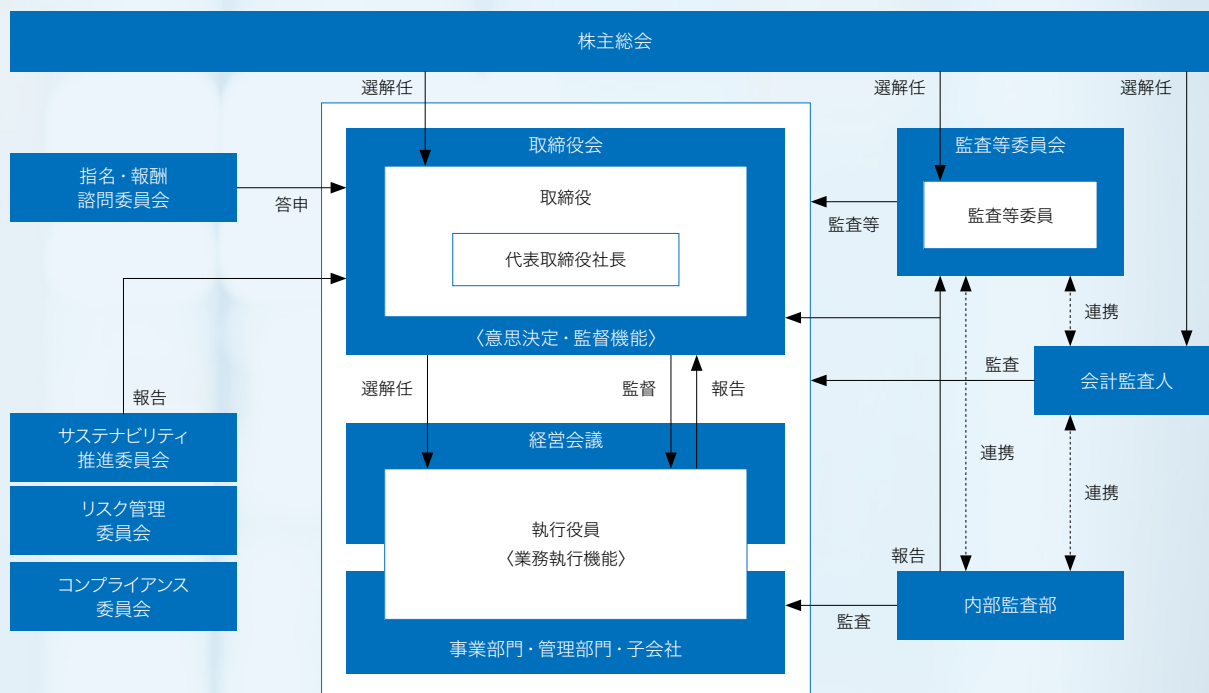 株主総会
選解任
選解任
選解任
取締役会
監査等委員会
指名・報酬
諮問委員会
答申
取締役
代表取締役社長
監査等
監査等委員
〈意思決定・監督機能〉
連携
選解任
監督
報告
監査
会計監査人
報告
サステナビリティ
推進委員会
経営会議
連携
連携
リスク管理
委員会
執行役員
〈業務執行機能〉
報告
コンプライアンス
委員会
監査
内部監査部
事業部門・管理部門・子会社